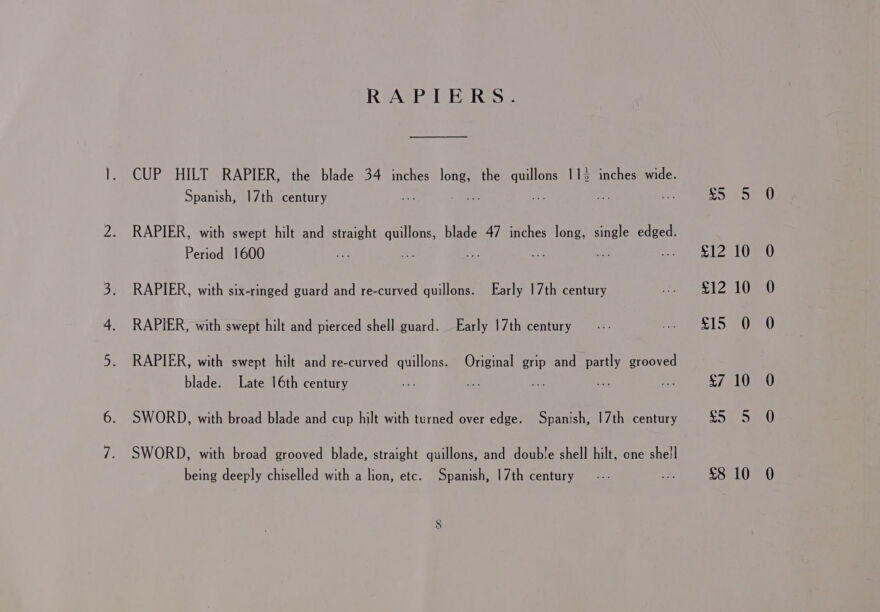 RAPIERS.
1. CUP HILT RAPIER, the blade 34 inches long, the quillons 11½ inches wide.
Spanish, 17th century ... ... ... ... ... £5 5 0
2. RAPIER, with swept hilt and straight quillons, blade 47 inches long, single edged.
Period 1600 ... ... ... ... ... ... £12 10 0
3. RAPIER, with six-ringed guard and re-curved quillons. Early 17th century ... £12 10 0
4. RAPIER, with swept hilt and pierced shell guard. Early 17th century ... ... £15 0 0
5. RAPIER, with swept hilt and re-curved quillons. Original grip and partly grooved
blade. Late 16th century ... ... ... ... ... £7 10 0
6. SWORD, with broad blade and cup hilt with turned over edge. Spanish, 17th century £5 5 0
7. SWORD, with broad grooved blade, straight quillons, and double shell hilt, one shell
being deeply chiselled with a lion, etc. Spanish, 17th century ... ... £8 10 0
8